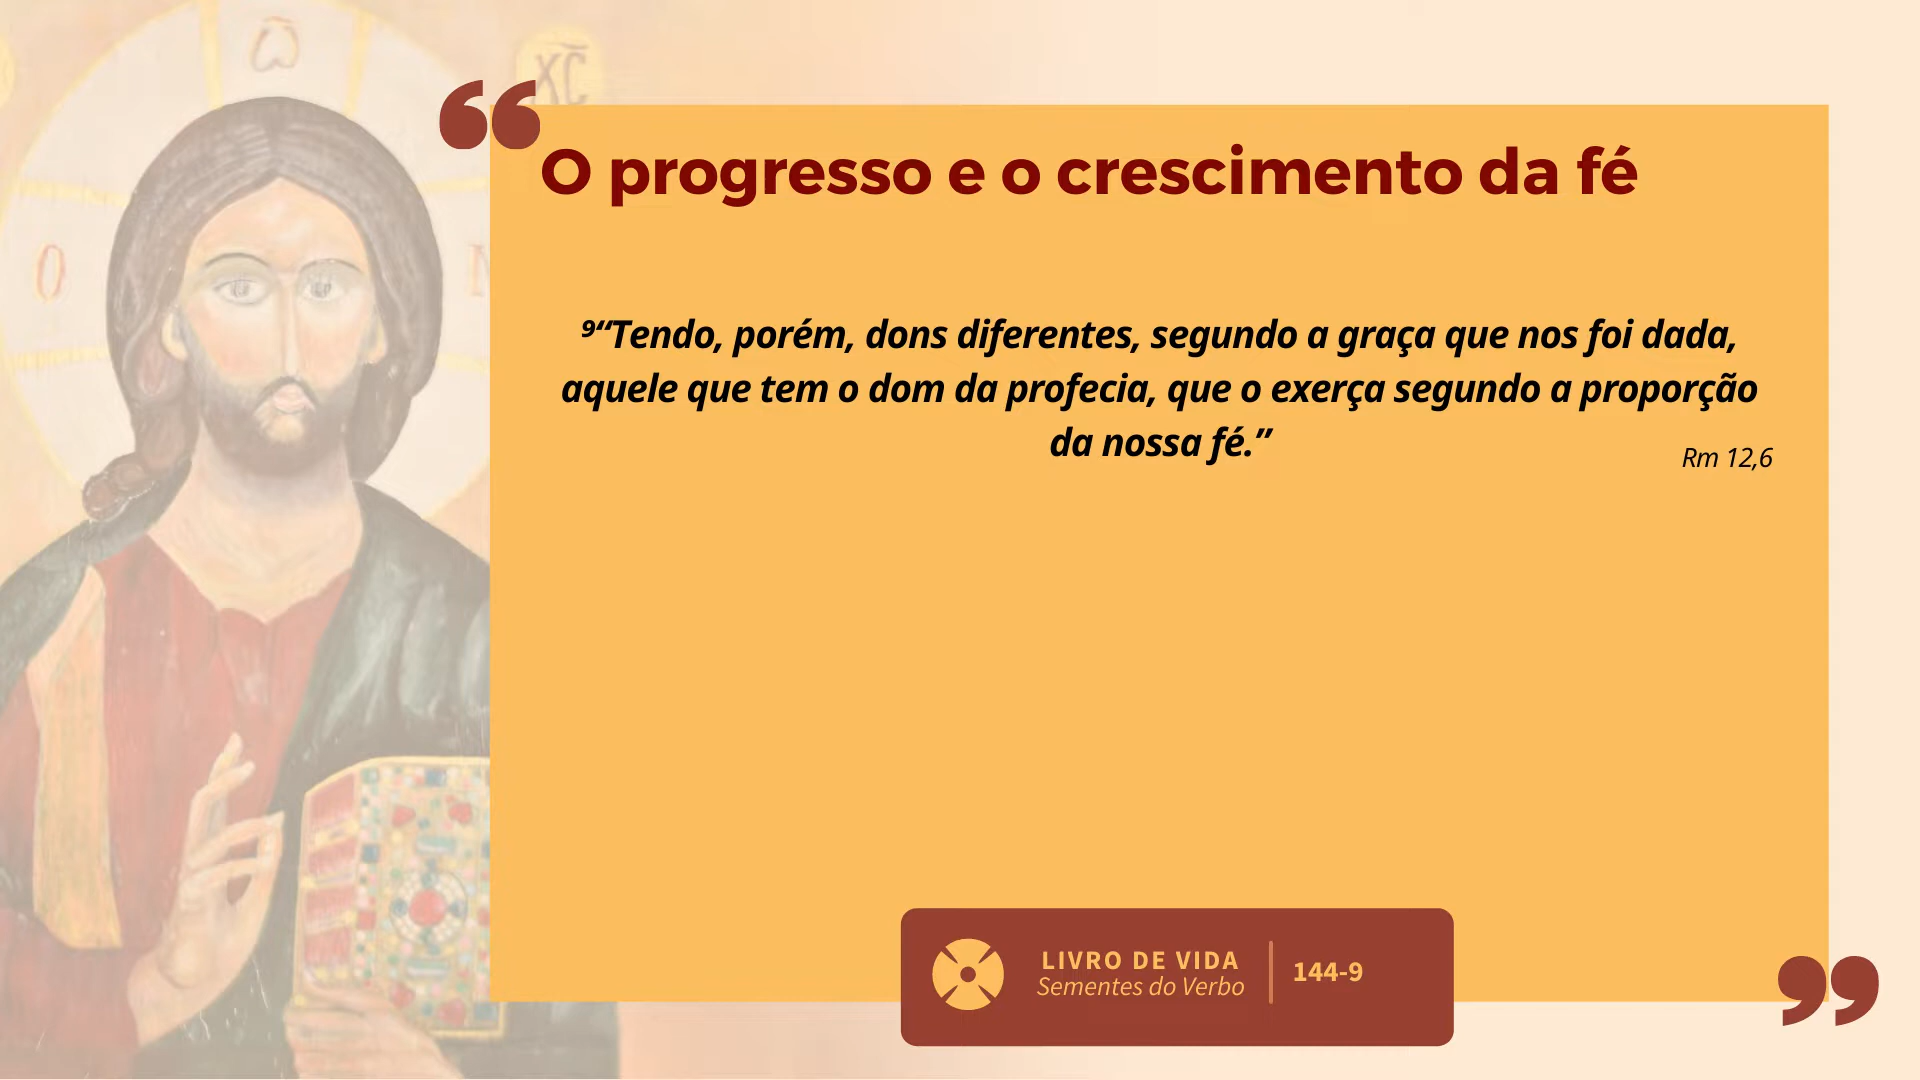 ω
X͞C
O
N
“
O progresso e o crescimento da fé
⁹“Tendo, porém, dons diferentes, segundo a graça que nos foi dada,
aquele que tem o dom da profecia, que o exerça segundo a proporção
da nossa fé.”
Rm 12,6
LIVRO DE VIDA
Sementes do Verbo
144-9
”